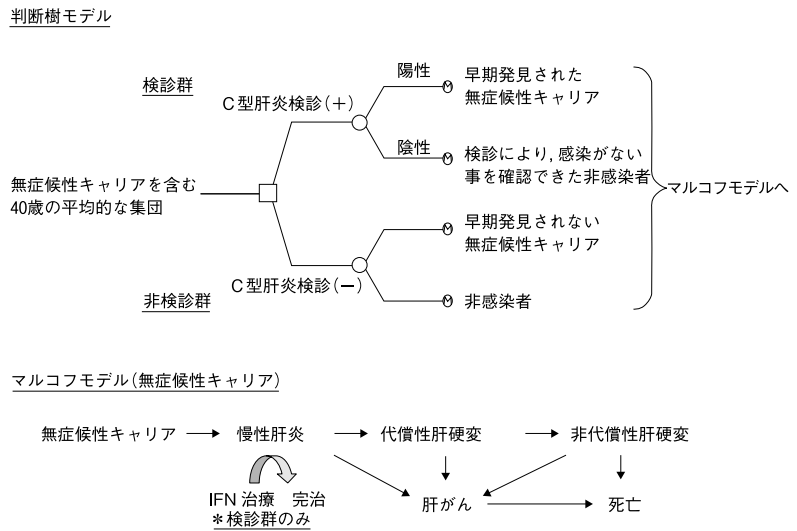 判断樹モデル
検診群
C型肝炎検診(+)
陽性
早期発見された
無症候性キャリア
陰性
検診により,感染がない
事を確認できた非感染者
無症候性キャリアを含む
40歳の平均的な集団
マルコフモデルへ
早期発見されない
無症候性キャリア
C型肝炎検診(−)
非検診群
非感染者
マルコフモデル(無症候性キャリア)
無症候性キャリア
慢性肝炎
代償性肝硬変
非代償性肝硬変
IFN 治療 完治
*検診群のみ
肝がん
死亡
M
M
M
M